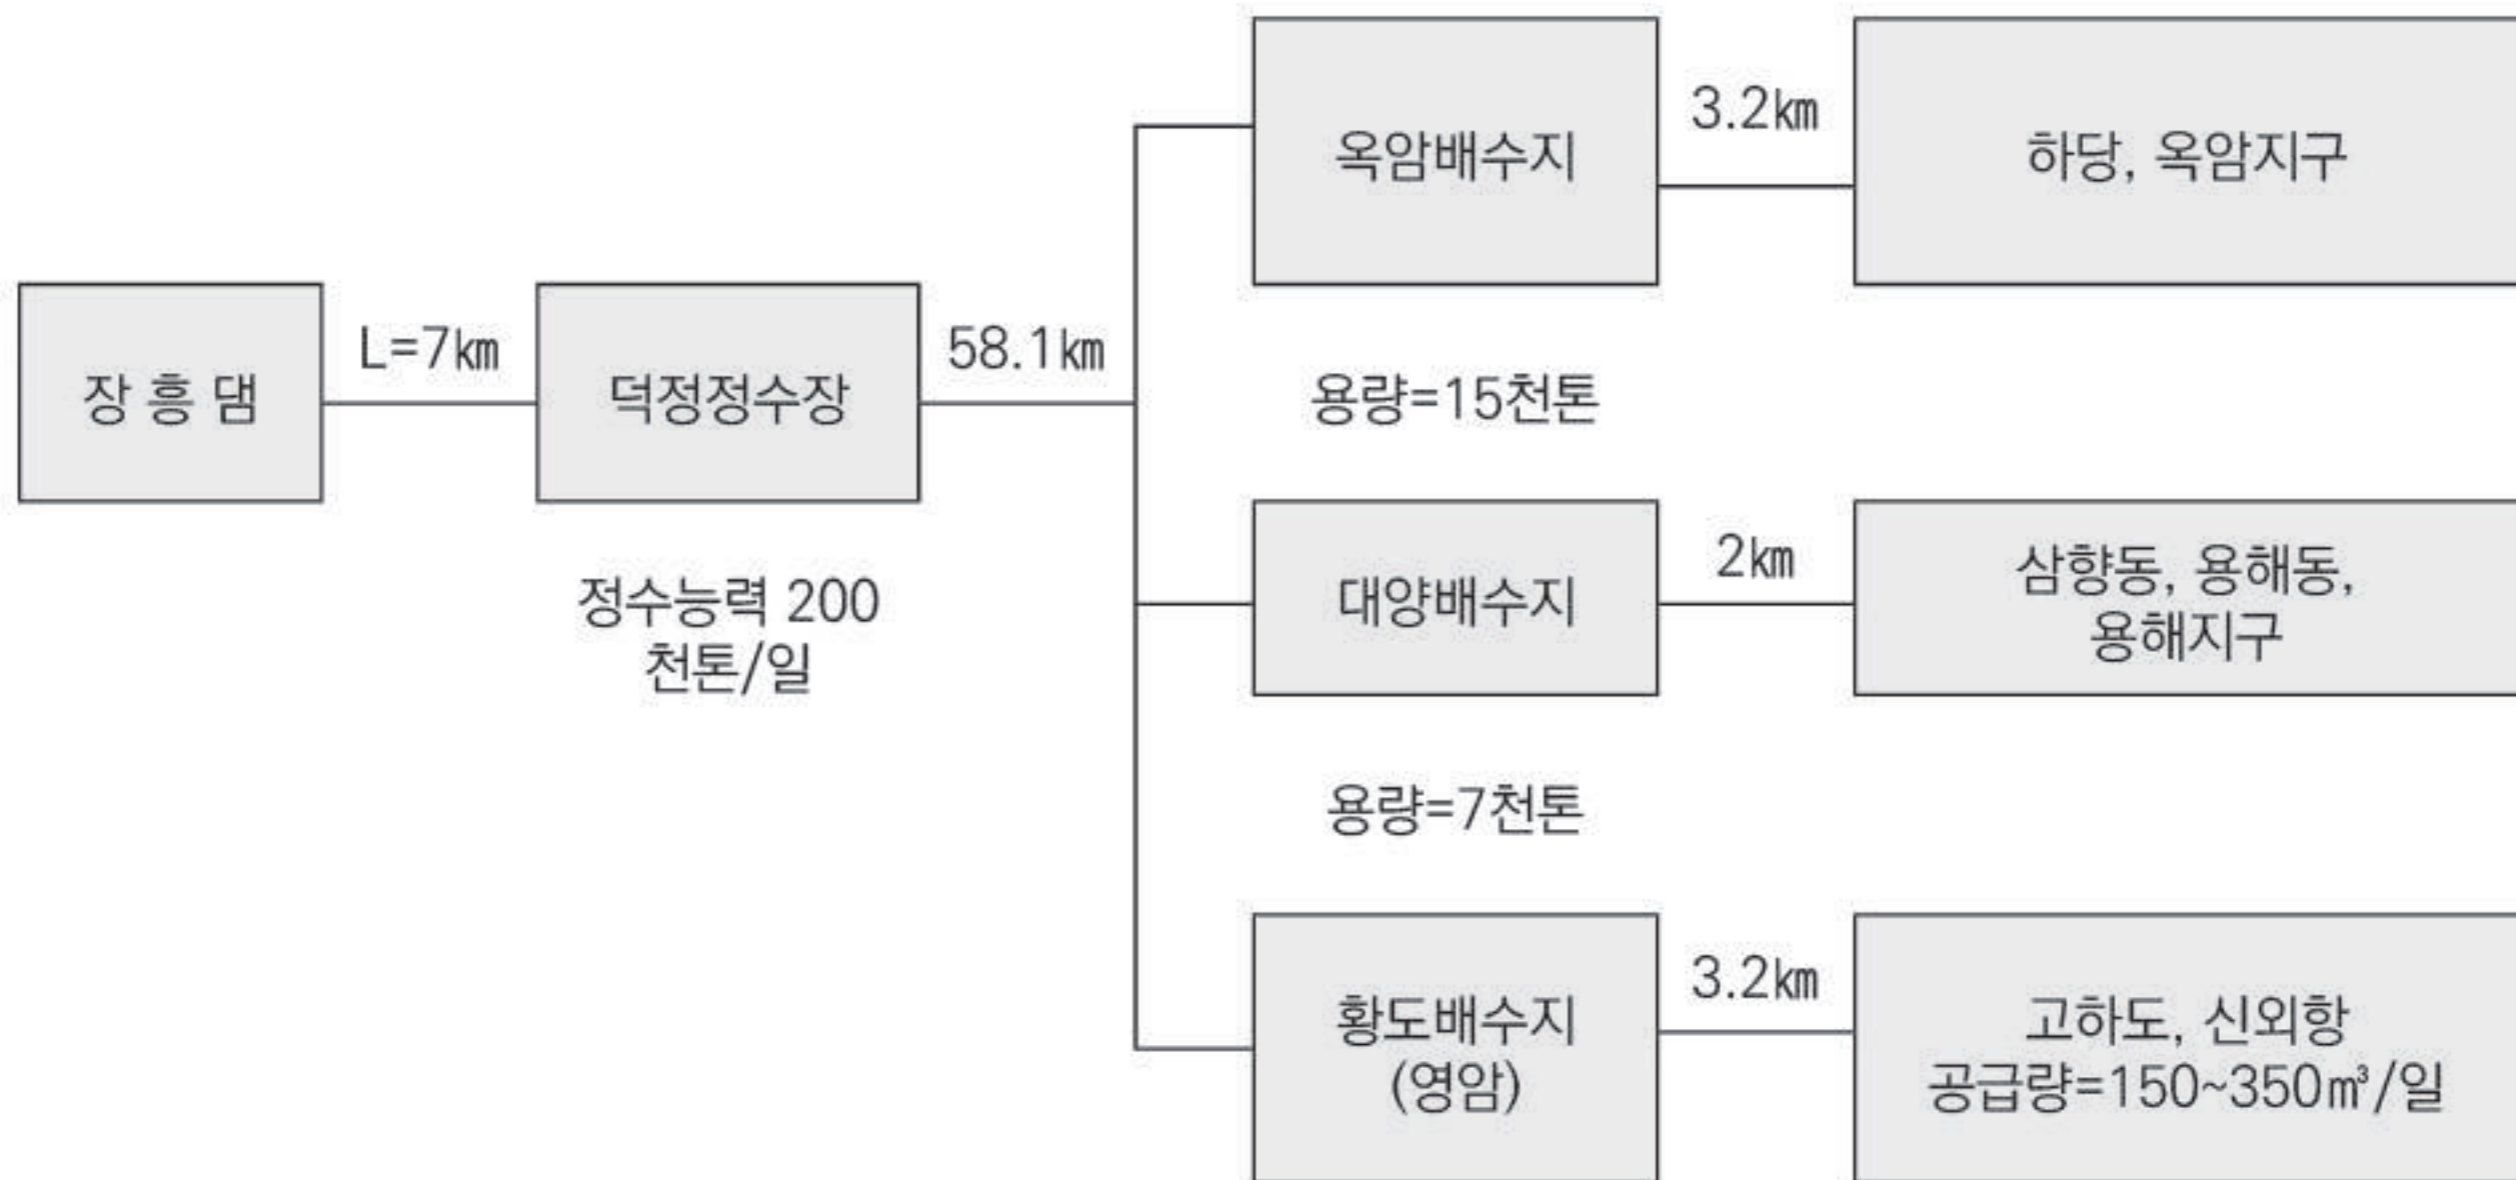 장 흥 댐
L=7㎞
덕정정수장
정수능력 200
천톤/일
58.1㎞
옥암배수지
3.2㎞
하당, 옥암지구
용량=15천톤
대양배수지
2㎞
삼향동, 용해동,
용해지구
용량=7천톤
황도배수지
(영암)
3.2㎞
고하도, 신외항
공급량=150~350㎥/일